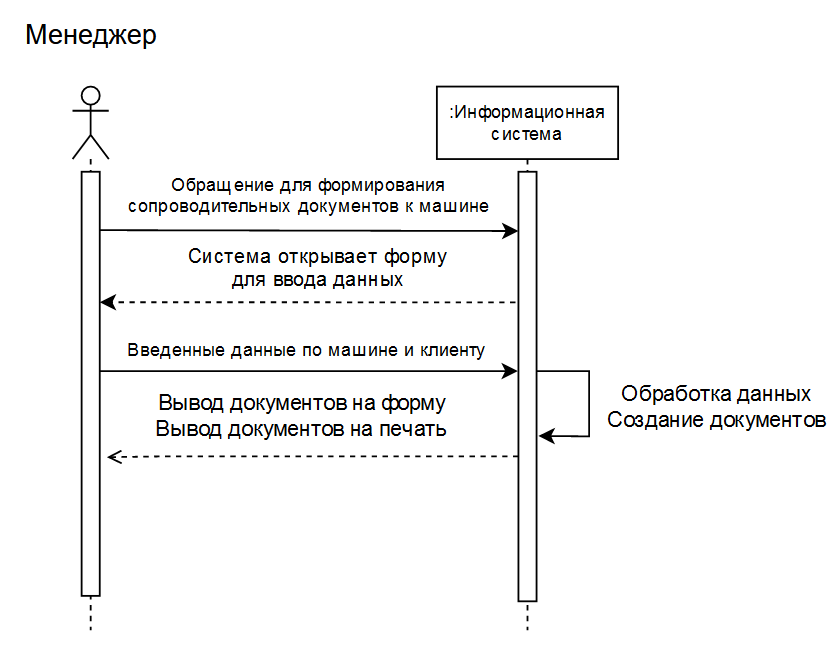 Менеджер
:Информационная
система
Обращение для формирования
сопроводительных документов к машине
Система открывает форму
для ввода данных
Введенные данные по машине и клиенту
Обработка данных
Создание документов
Вывод документов на форму
Вывод документов на печать